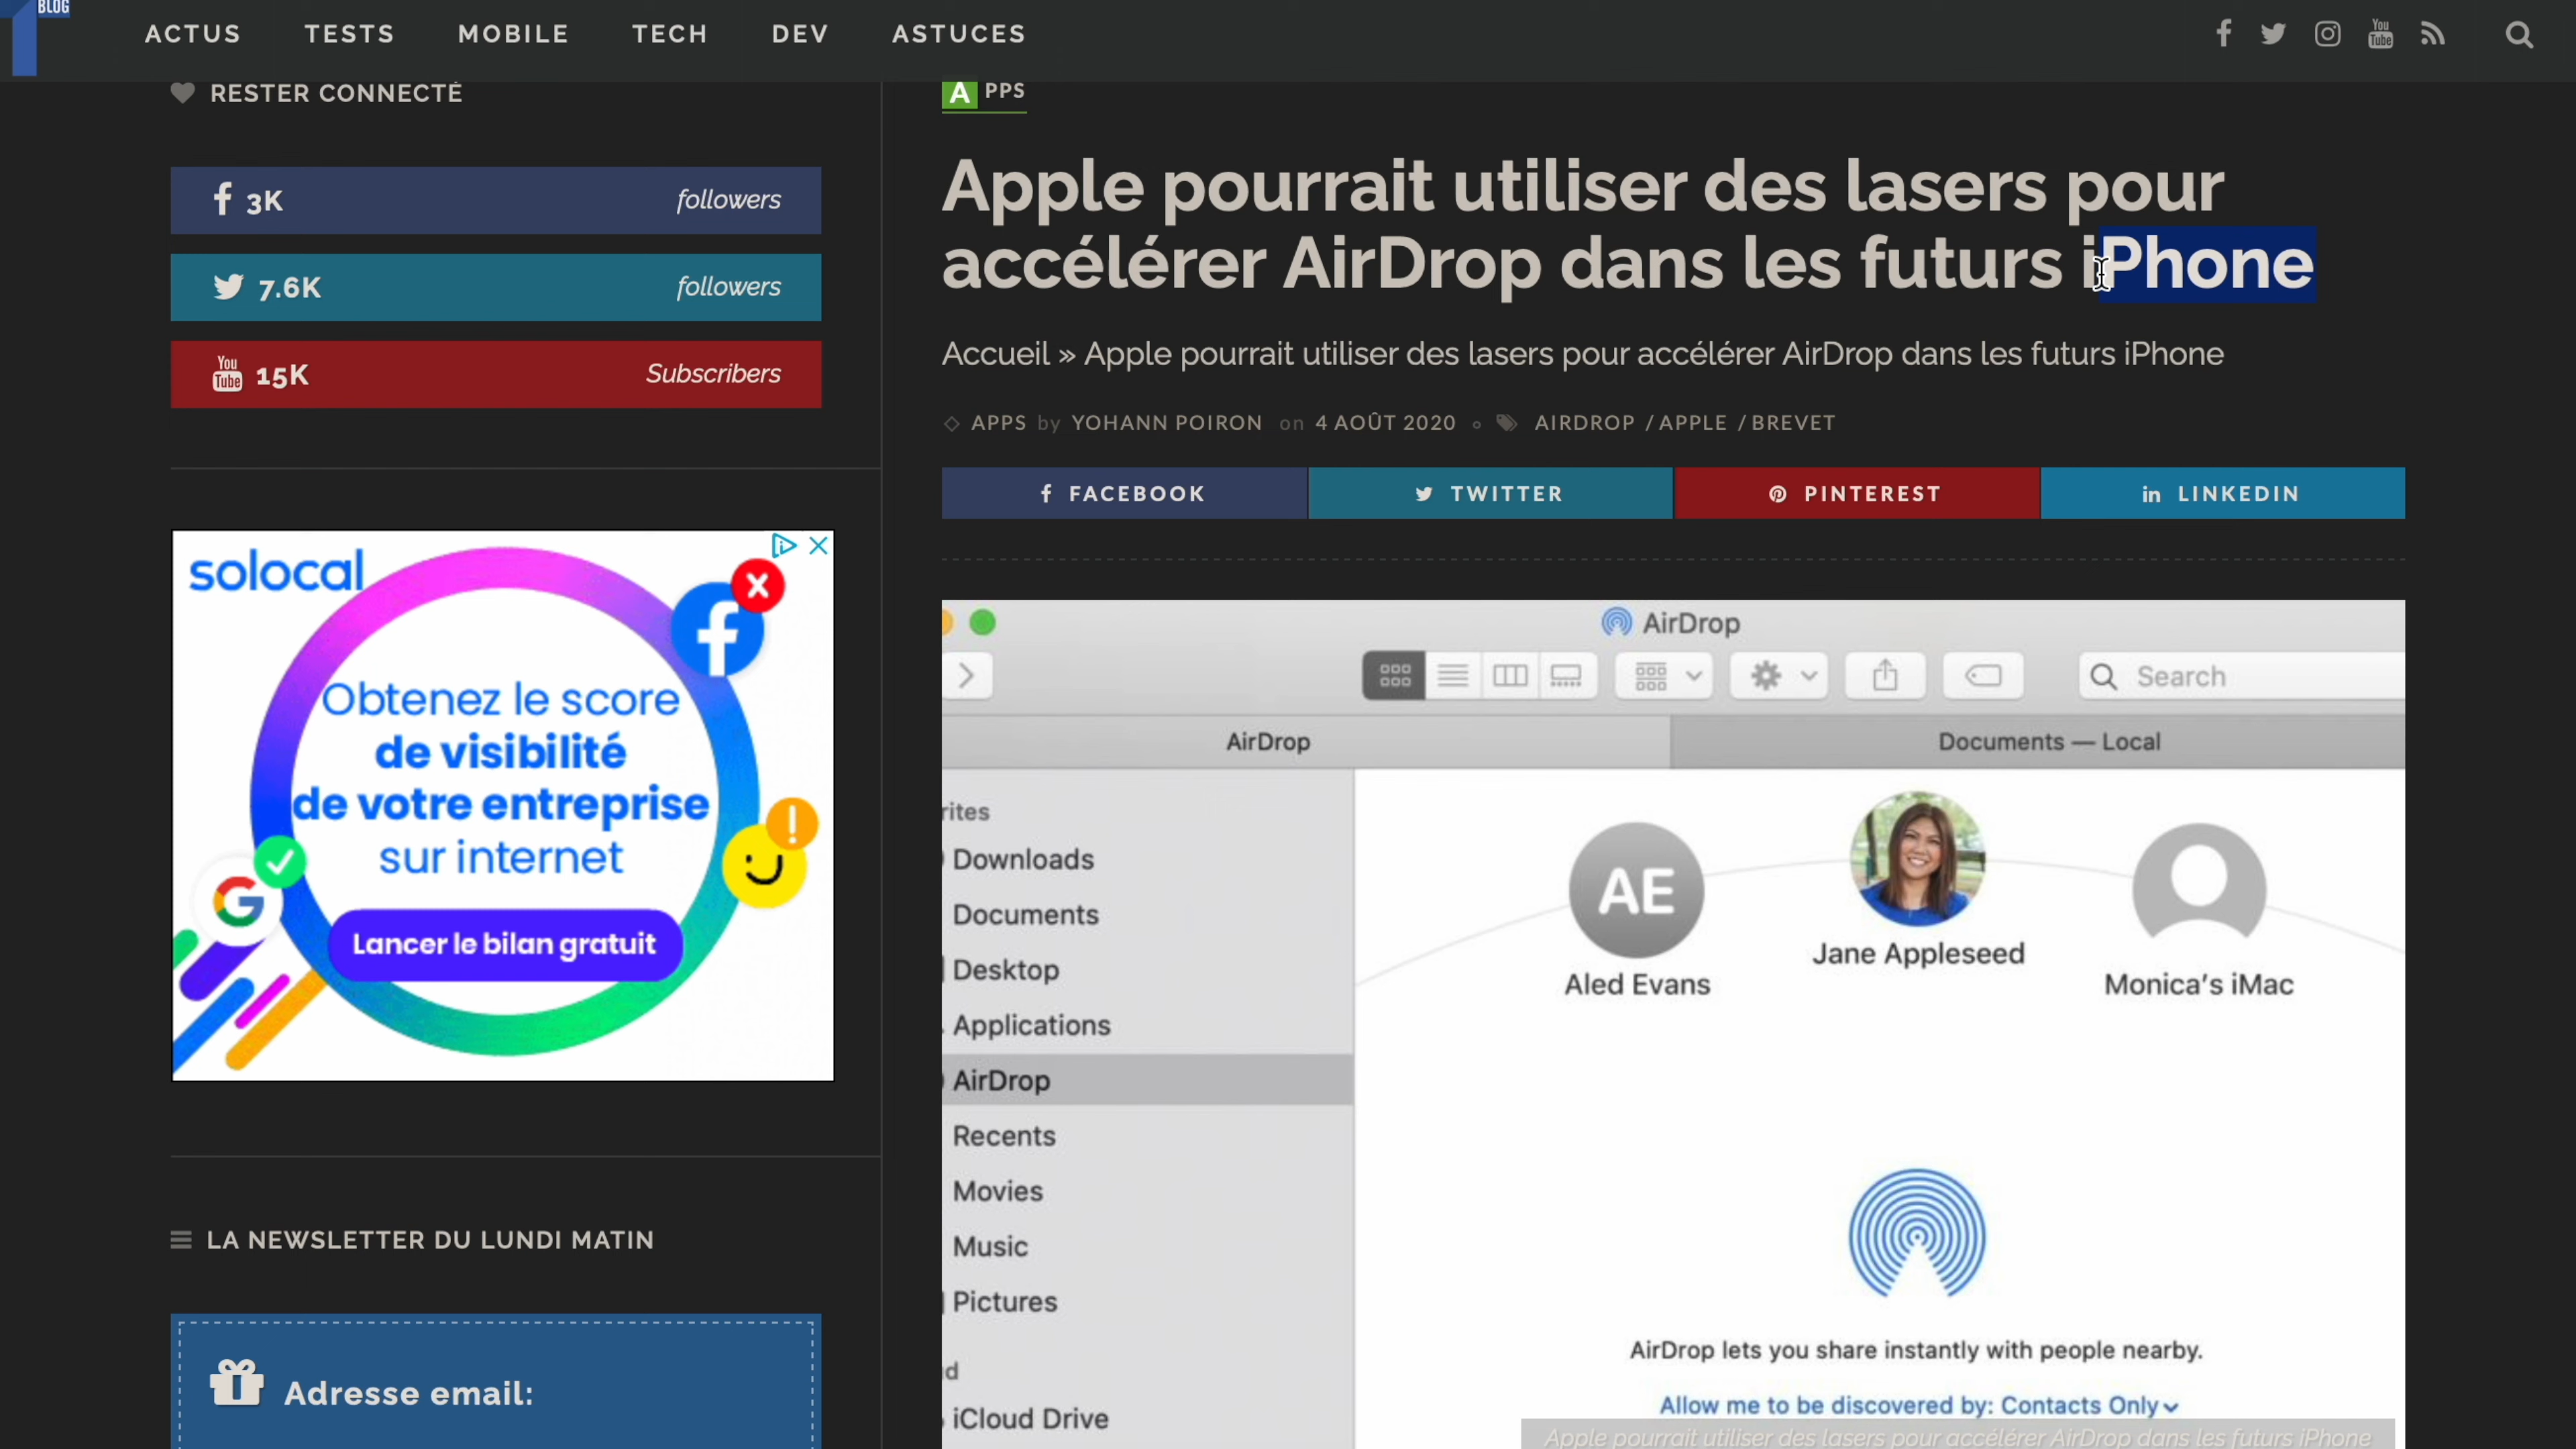 BLOG
ACTUS TESTS MOBILE TECH DEV ASTUCES
You Tube
RESTER CONNECTÉ
3K followers
7.6K followers
You Tube 15K Subscribers
solocal
Obtenez le score
de visibilité
de votre entreprise
sur internet
Lancer le bilan gratuit
LA NEWSLETTER DU LUNDI MATIN
Adresse email:
APPS
Apple pourrait utiliser des lasers pour
accélérer AirDrop dans les futurs iPhone
Accueil » Apple pourrait utiliser des lasers pour accélérer AirDrop dans les futurs iPhone
APPS by YOHANN POIRON on 4 AOÛT 2020 AIRDROP / APPLE / BREVET
FACEBOOK TWITTER PINTEREST LINKEDIN
AirDrop
Search
AirDrop Documents — Local
rites
Downloads
Documents
Desktop
Applications
AirDrop
Recents
Movies
Music
Pictures
d
iCloud Drive
AE
Aled Evans
Jane Appleseed
Monica's iMac
AirDrop lets you share instantly with people nearby.
Allow me to be discovered by: Contacts Only
Apple pourrait utiliser des lasers pour accélérer AirDrop dans les futurs iPhone